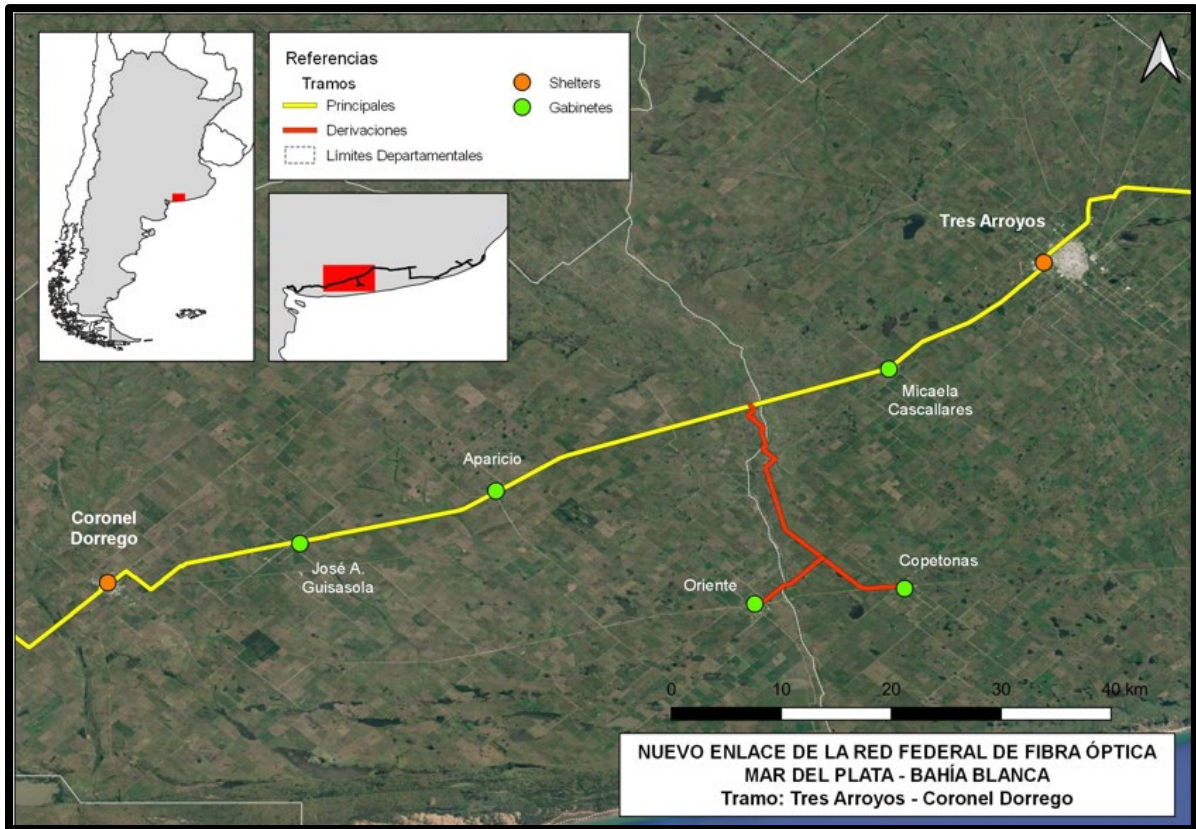 Referencias
Tramos
Principales
Derivaciones
Límites Departamentales
Shelters
Gabinetes
Tres Arroyos
Micaela
Cascallares
Aparicio
Coronel
Dorrego
José A.
Guisasola
Copetonas
Oriente
0 10 20 30 40 km
NUEVO ENLACE DE LA RED FEDERAL DE FIBRA ÓPTICA
MAR DEL PLATA - BAHÍA BLANCA
Tramo: Tres Arroyos - Coronel Dorrego